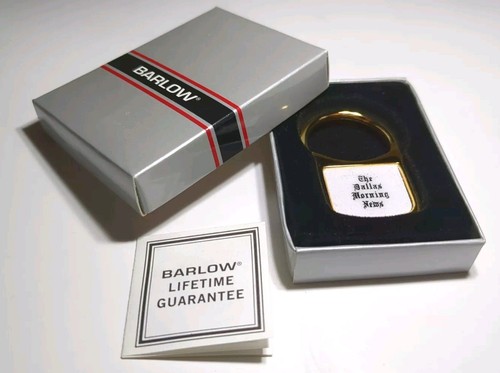 BARLOW®
The
Dallas
Morning
News
BARLOW®
LIFETIME
GUARANTEE